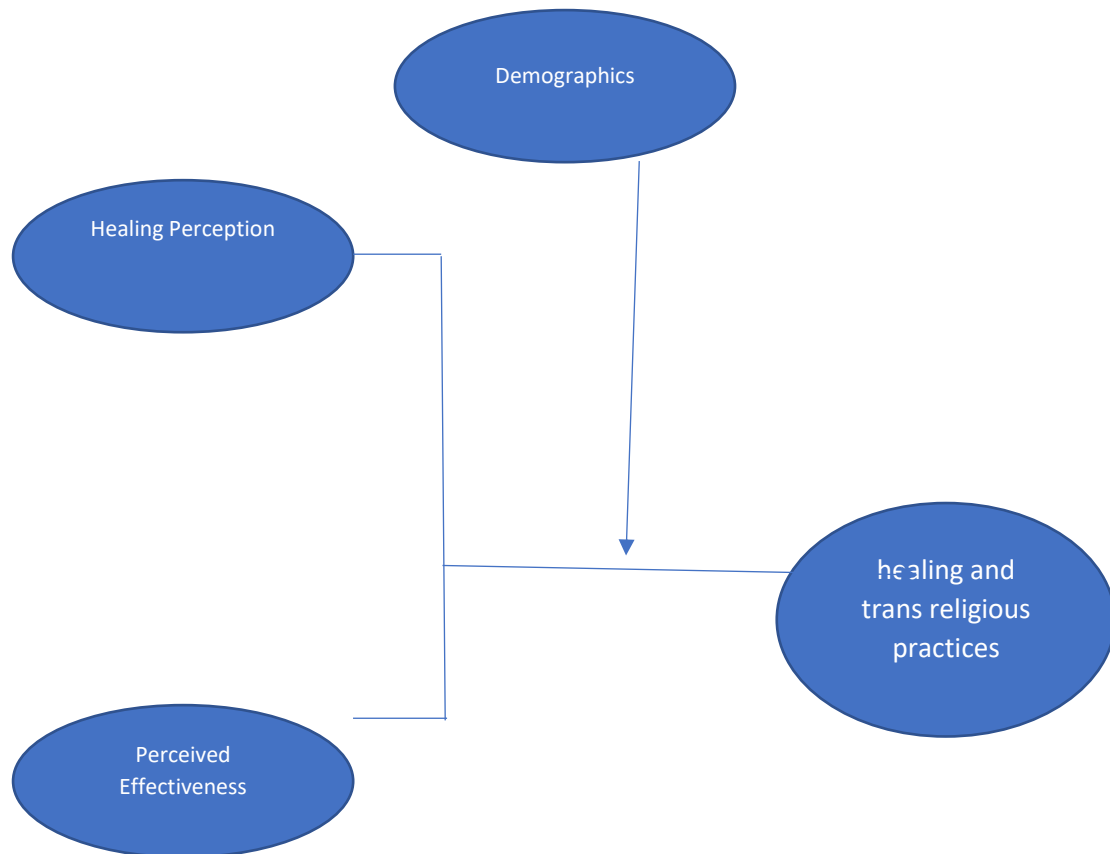 Demographics
Healing Perception
healing and
trans religious
practices
Perceived
Effectiveness